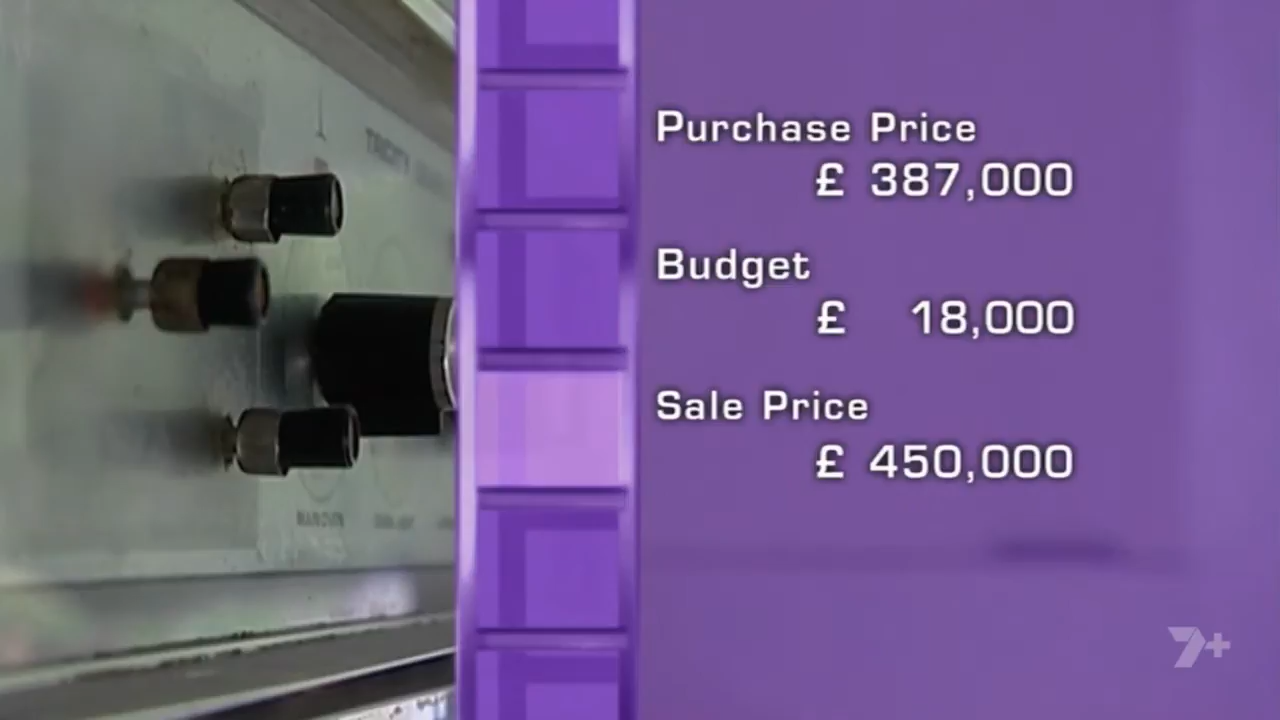 Purchase Price
£ 387,000
Budget
£ 18,000
Sale Price
£ 450,000
7+